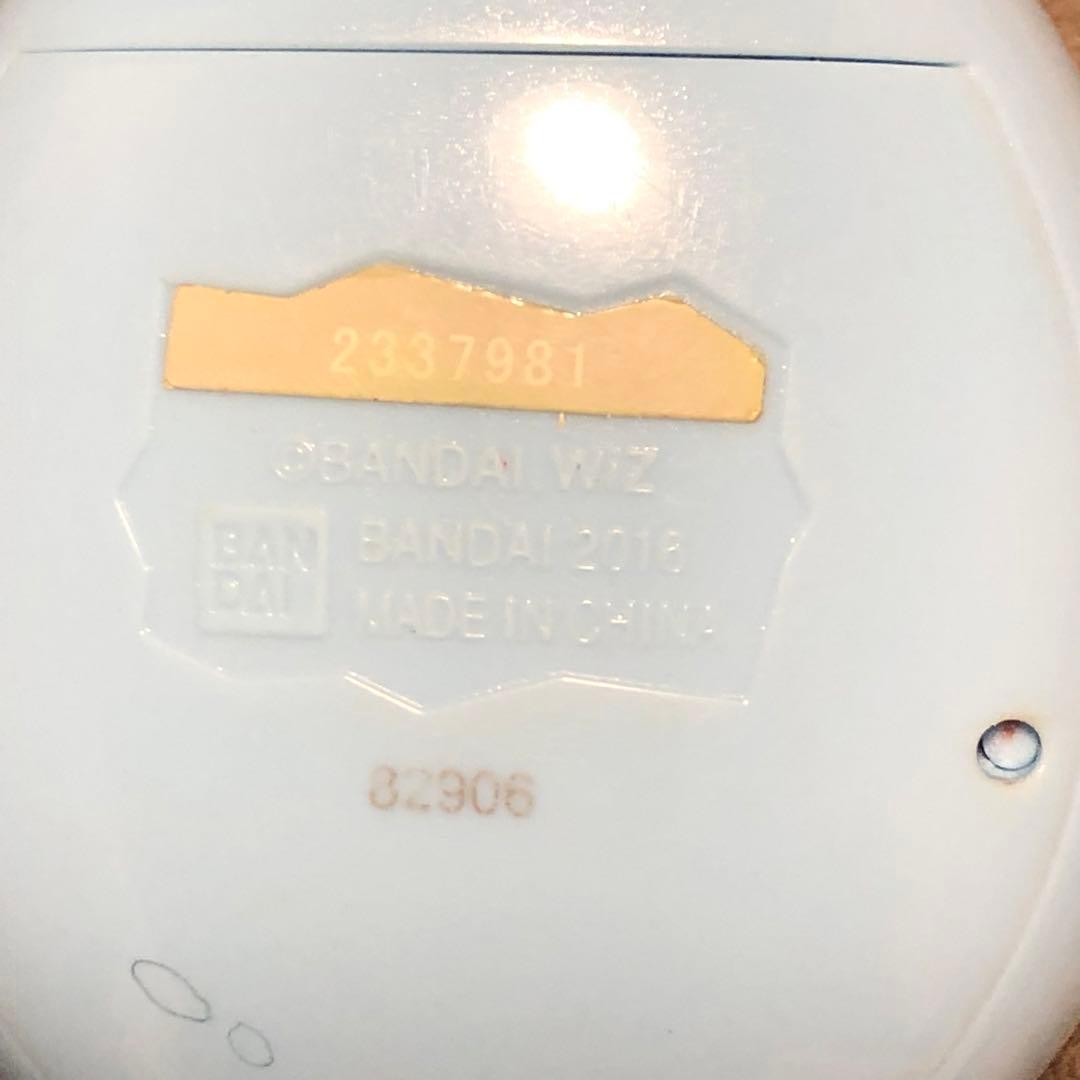 2337981
©BANDAI, WiZ
BAN
DAI
BANDAI 2018
MADE IN CHINA
82906